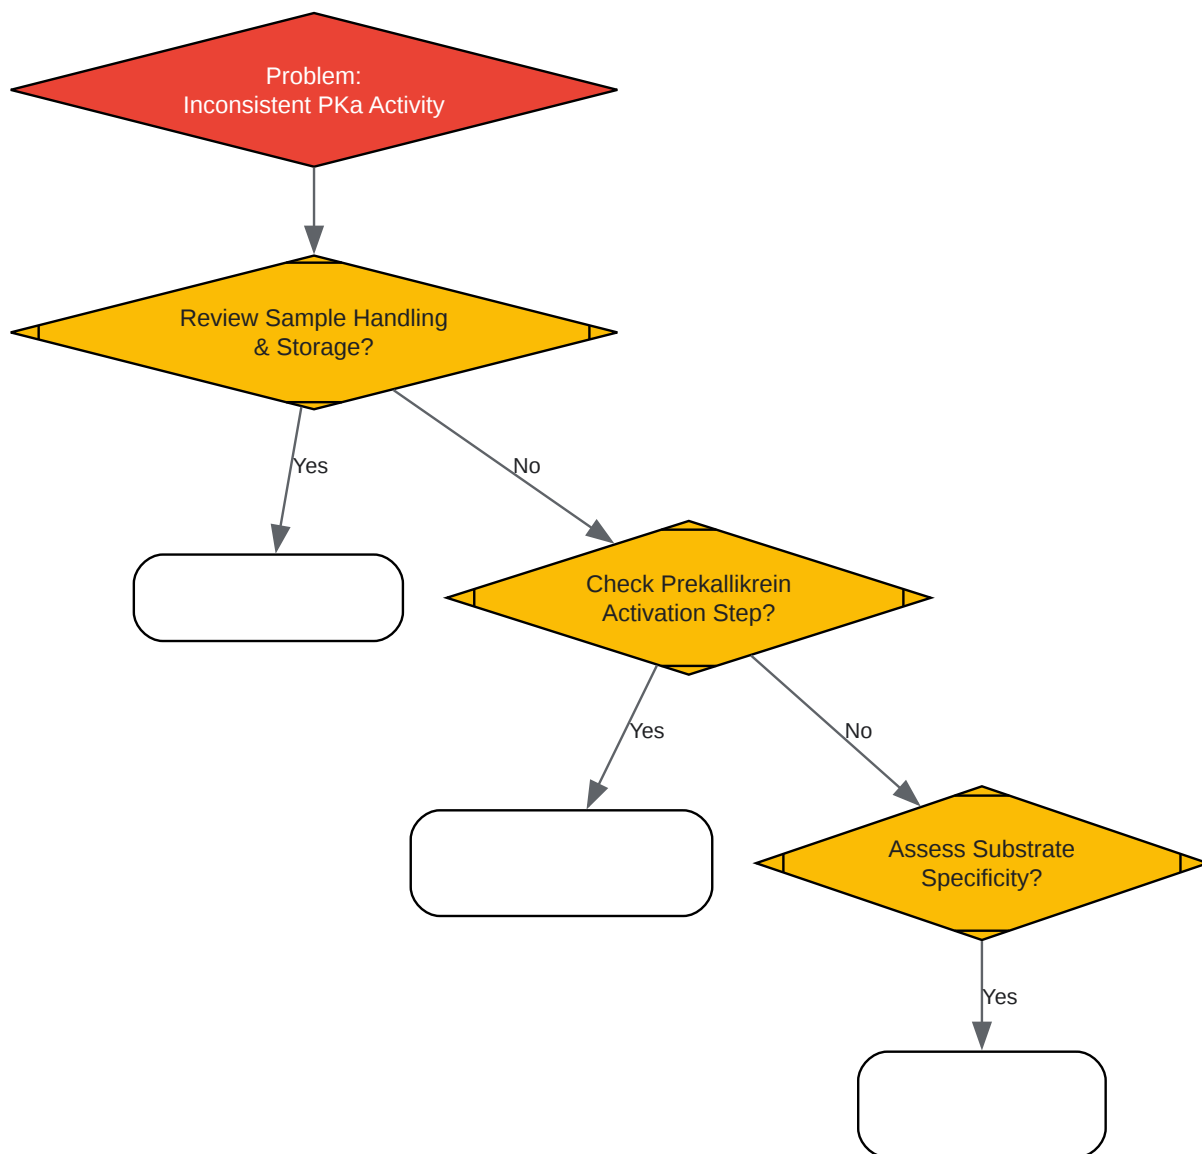 Problem:
Inconsistent PKa Activity
Review Sample Handling
& Storage?
Yes
No
Check Prekallikrein
Activation Step?
Yes
No
Assess Substrate
Specificity?
Yes